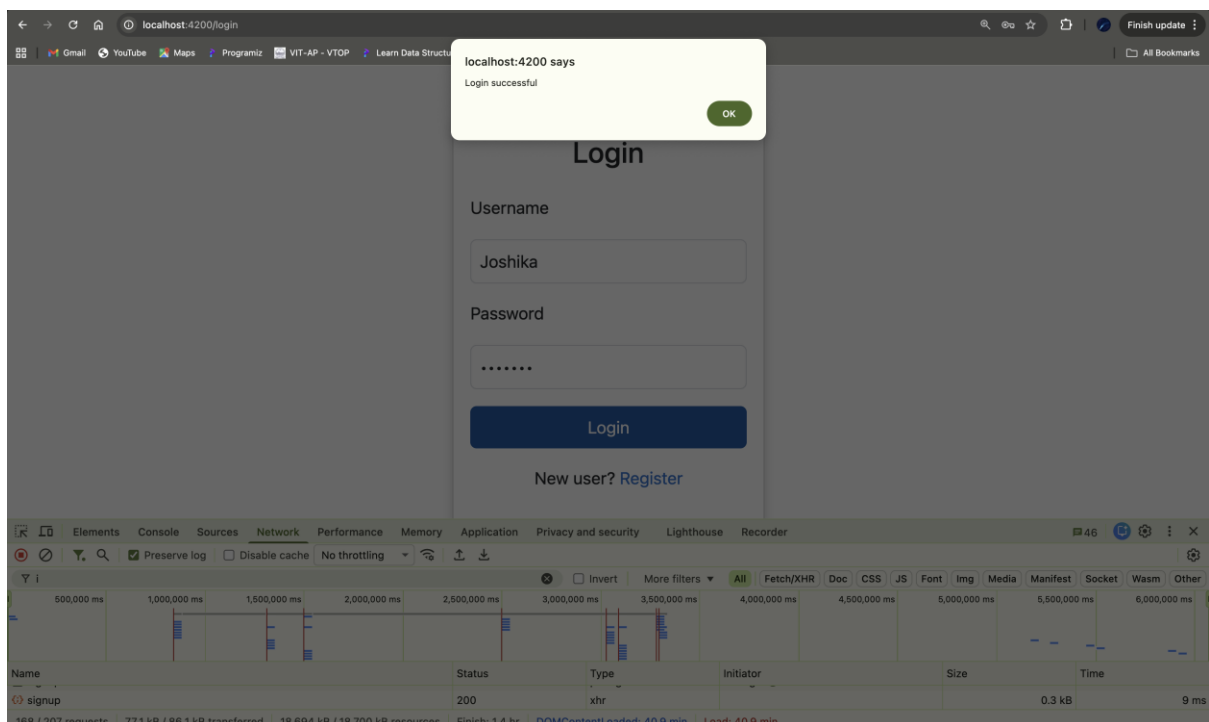 localhost:4200/login
Finish update
Gmail YouTube Maps Programiz VIT-AP - VTOP Learn Data Structu All Bookmarks
localhost:4200 says
Login successful
OK
Login
Username
Joshika
Password
•••••••
Login
New user? Register
Elements Console Sources Network Performance Memory Application Privacy and security Lighthouse Recorder 46
Preserve log Disable cache No throttling
i Invert More filters All Fetch/XHR Doc CSS JS Font Img Media Manifest Socket Wasm Other
500,000 ms 1,000,000 ms 1,500,000 ms 2,000,000 ms 2,500,000 ms 3,000,000 ms 3,500,000 ms 4,000,000 ms 4,500,000 ms 5,000,000 ms 5,500,000 ms 6,000,000 ms
Name Status Type Initiator Size Time
signup 200 xhr 0.3 kB 9 ms
168 / 207 requests 77.1 kB / 86.1 kB transferred 18,694 kB / 18,790 kB resources Finish: 1.4 hr DOMContentLoaded: 40.9 min Load: 40.9 min